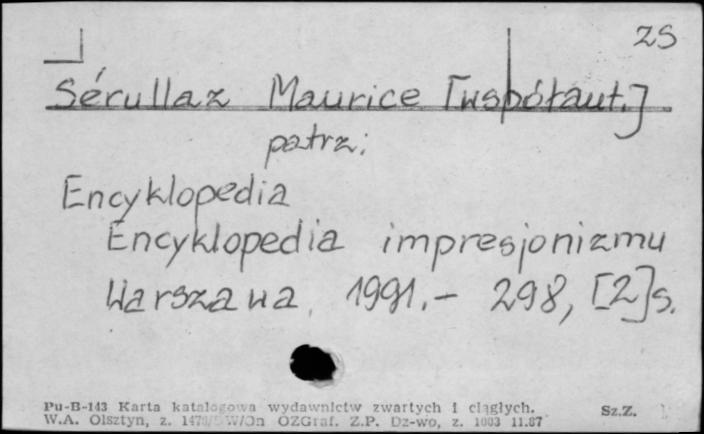 ZS
Sérullaz Maurice [współaut.]
patrz:
Encyklopedia
Encyklopedia impresjonizmu
Warszawa, 1991.- 298, [2]s.
Pu-B-143 Karta katalogowa wydawnictw zwartych i ciągłych. Sz.Z.
W.A. Olsztyn, z. OZGraf. Z.P. Dz-wo, z. 1003 11.87